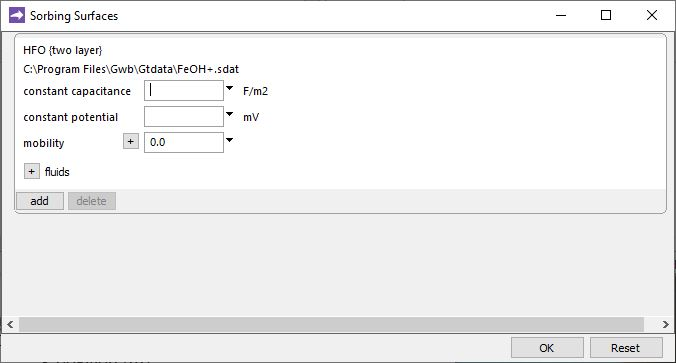 Sorbing Surfaces
HFO {two layer}
C:\Program Files\Gwb\Gtdata\FeOH+.sdat
constant capacitance F/m2
constant potential mV
mobility + 0.0
+ fluids
add delete
OK Reset